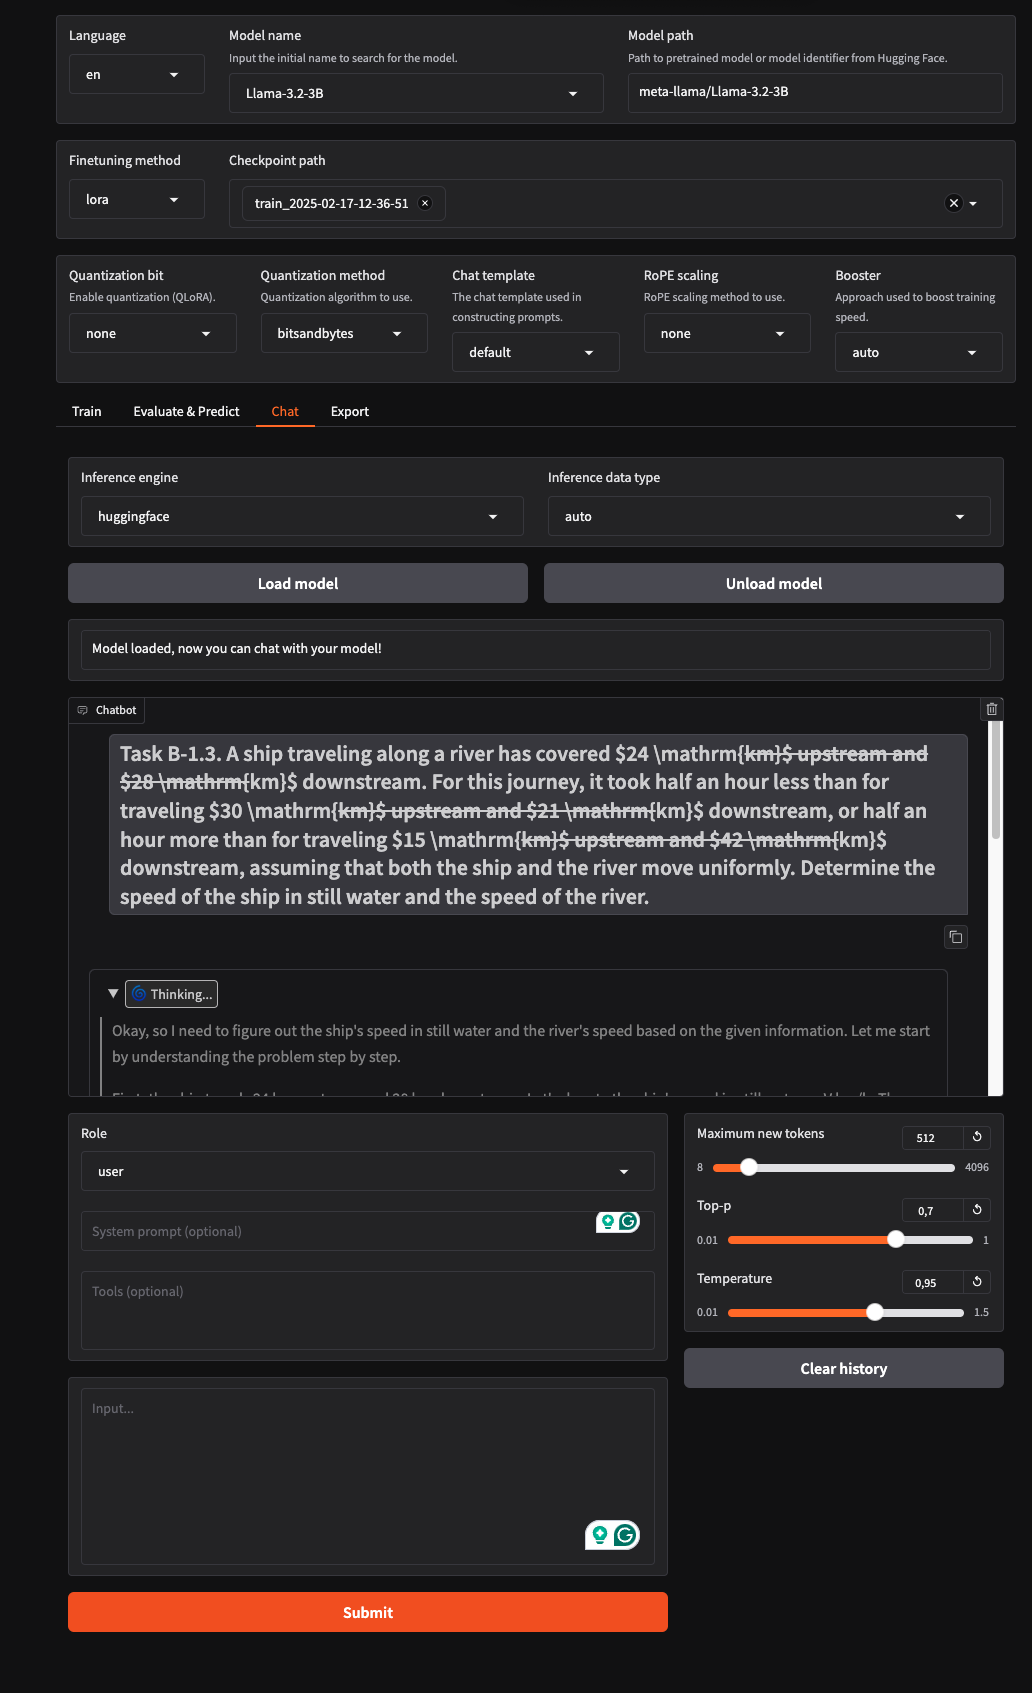 Language
en
Model name
Input the initial name to search for the model.
Llama-3.2-3B
Model path
Path to pretrained model or model identifier from Hugging Face.
meta-llama/Llama-3.2-3B
Finetuning method
lora
Checkpoint path
train_2025-02-17-12-36-51
Quantization bit
Enable quantization (QLoRA).
none
Quantization method
Quantization algorithm to use.
bitsandbytes
Chat template
The chat template used in
constructing prompts.
default
RoPE scaling
RoPE scaling method to use.
none
Booster
Approach used to boost training
speed.
auto
Train Evaluate & Predict Chat Export
Inference engine
huggingface
Inference data type
auto
Load model
Unload model
Model loaded, now you can chat with your model!
Chatbot
Task B-1.3. A ship traveling along a river has covered $24 \mathrm{km}$ upstream and
$28 \mathrm{km}$ downstream. For this journey, it took half an hour less than for
traveling $30 \mathrm{km}$ upstream and $21 \mathrm{km}$ downstream, or half an
hour more than for traveling $15 \mathrm{km}$ upstream and $42 \mathrm{km}$
downstream, assuming that both the ship and the river move uniformly. Determine the
speed of the ship in still water and the speed of the river.
Thinking...
Okay, so I need to figure out the ship's speed in still water and the river's speed based on the given information. Let me start
by understanding the problem step by step.
Role
user
System prompt (optional)
Tools (optional)
Input...
Submit
Maximum new tokens
512
8 4096
Top-p
0,7
0.01 1
Temperature
0,95
0.01 1.5
Clear history